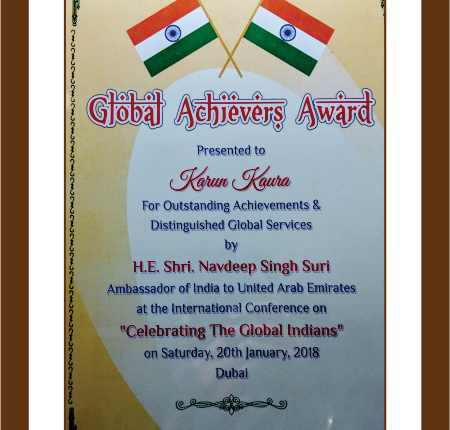 Global Achievers Award
Presented to
Karun Kaura
For Outstanding Achievements &
Distinguished Global Services
by
H.E. Shri. Navdeep Singh Suri
Ambassador of India to United Arab Emirates
at the International Conference on
"Celebrating The Global Indians"
on Saturday, 20th January, 2018
Dubai